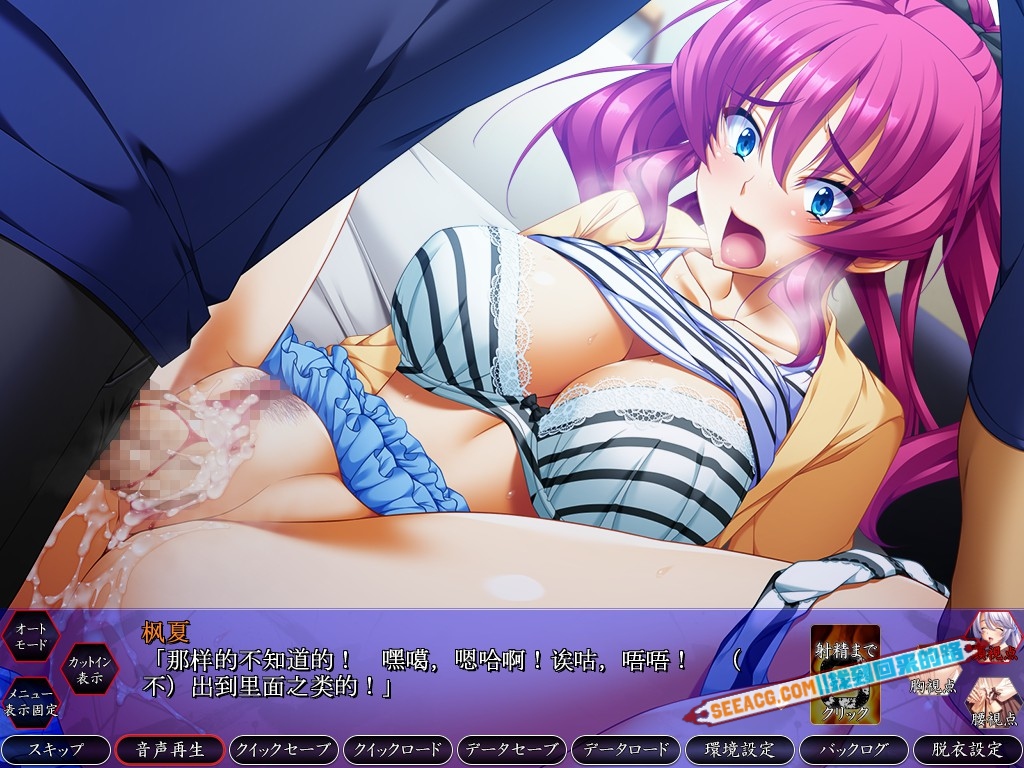 オート
モード
カットイン
表示
メニュー
表示固定
枫夏
「那样的不知道的！　嘿噶，嗯哈啊！诶咕，唔唔！　（
不）出到里面之类的！」
射精まで
クリック
SEEACG.COM||找到回来的路
視点
胸視点
腰視点
スキップ
音声再生
クイックセーブ
クイックロード
データセーブ
データロード
環境設定
バックログ
脱衣設定